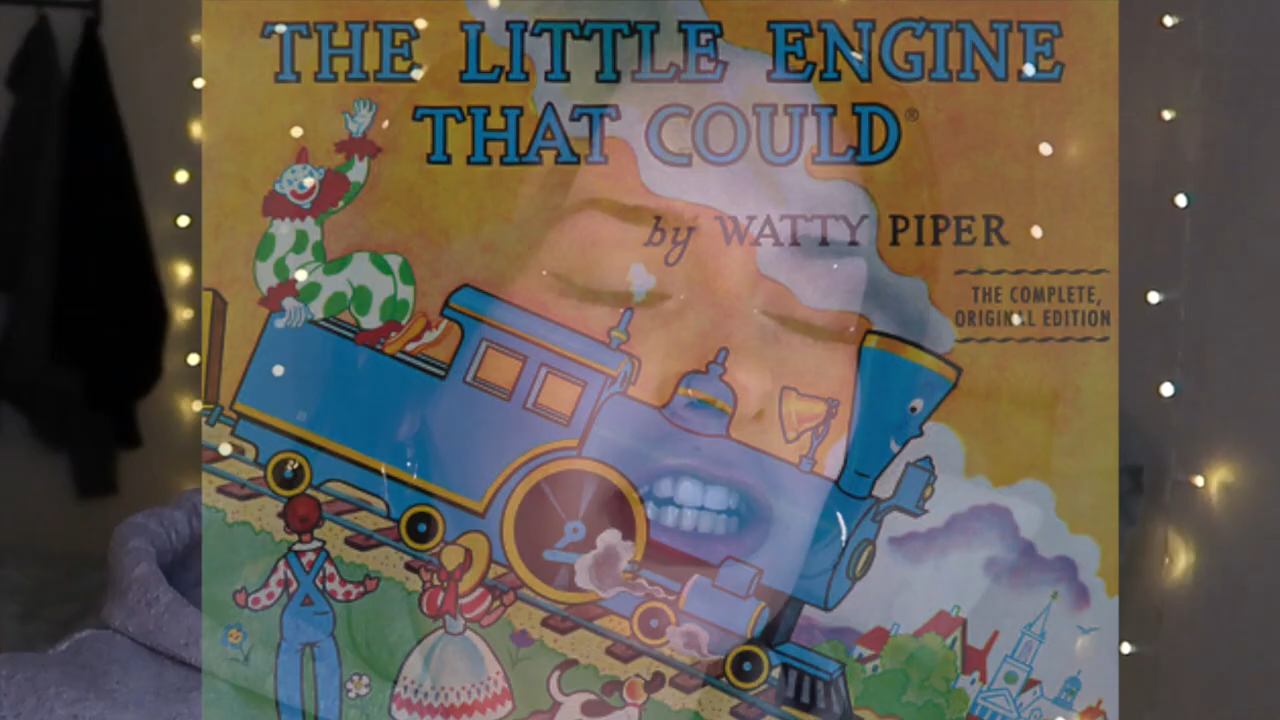 THE LITTLE ENGINE
THAT COULD®
by WATTY PIPER
THE COMPLETE,
ORIGINAL EDITION